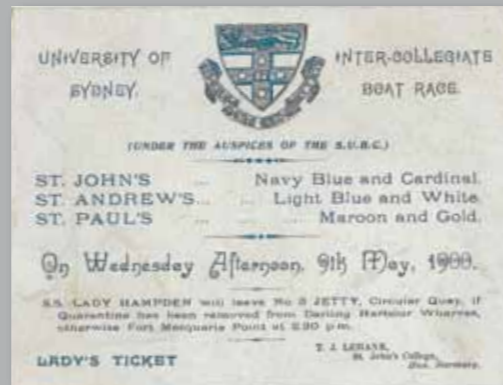 UNIVERSITY OF SYDNEY.
INTER-COLLEGIATE BOAT RACE.
(UNDER THE AUSPICES OF THE S.U.B.C.)
ST. JOHN'S ... Navy Blue and Cardinal.
ST. ANDREW'S... ... Light Blue and White.
ST. PAUL'S ... ... ... Maroon and Gold.
On Wednesday Afternoon, 9th May, 1900.
S.S. LADY HAMPDEN will leave No 3 JETTY, Circular Quay, if
Quarantine has been removed from Darling Harbour Wharves,
otherwise Fort Macquarie Point at 2.30 p.m.
LADY'S TICKET
St. John's College,
Hon. Secretary.